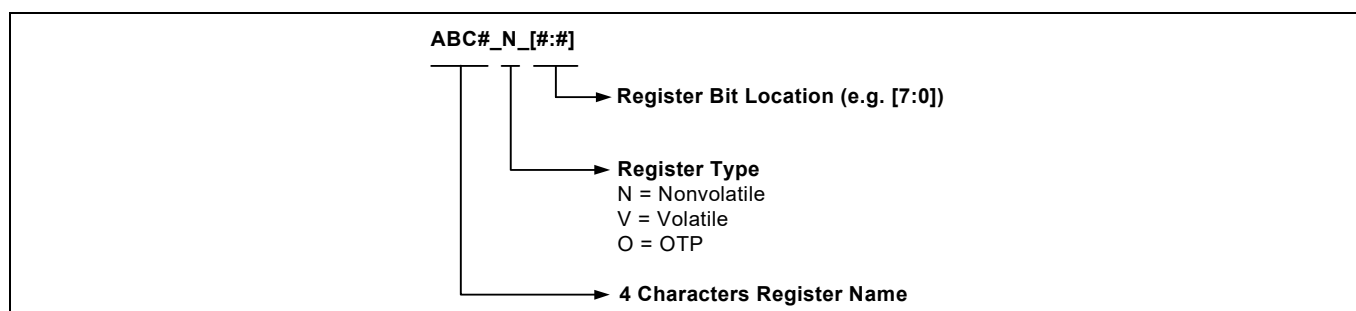 ABC#_N_[#:#]
Register Bit Location (e.g. [7:0])
Register Type
N = Nonvolatile
V = Volatile
O = OTP
4 Characters Register Name